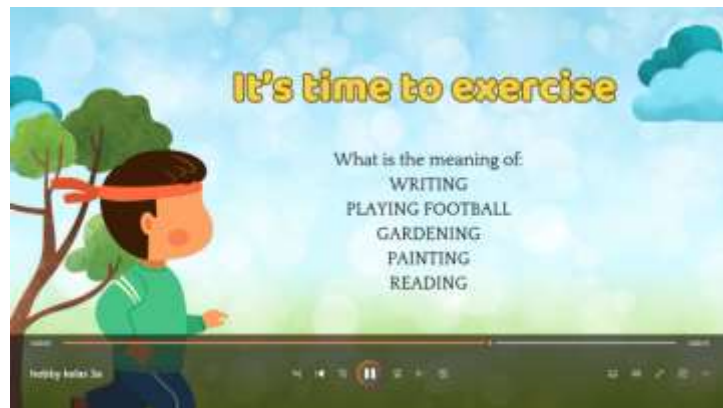 It's time to exercise
What is the meaning of:
WRITING
PLAYING FOOTBALL
GARDENING
PAINTING
READING
hobby kelas 3a